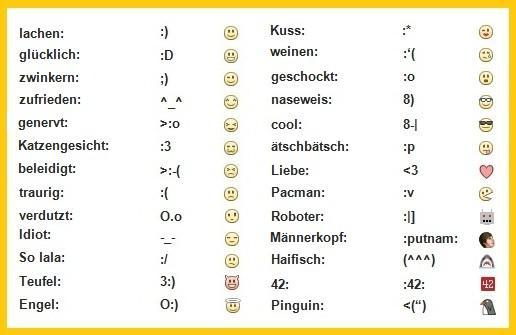 lachen: :)
glücklich: :D
zwinkern: ;)
zufrieden: ^_^
genervt: >:o
Katzengesicht: :3
beleidigt: >:-(
traurig: :(
verdutzt: O.o
Idiot: -_-
So lala: :/
Teufel: 3:)
Engel: O:)
Kuss: :*
weinen: :‘(
geschockt: :o
naseweis: 8)
cool: 8-|
ätschbätsch: :p
Liebe: <3
Pacman: :v
Roboter: :|]
Männerkopf: :putnam:
Haifisch: (^^^)
42: :42: 42
Pinguin: <(“)